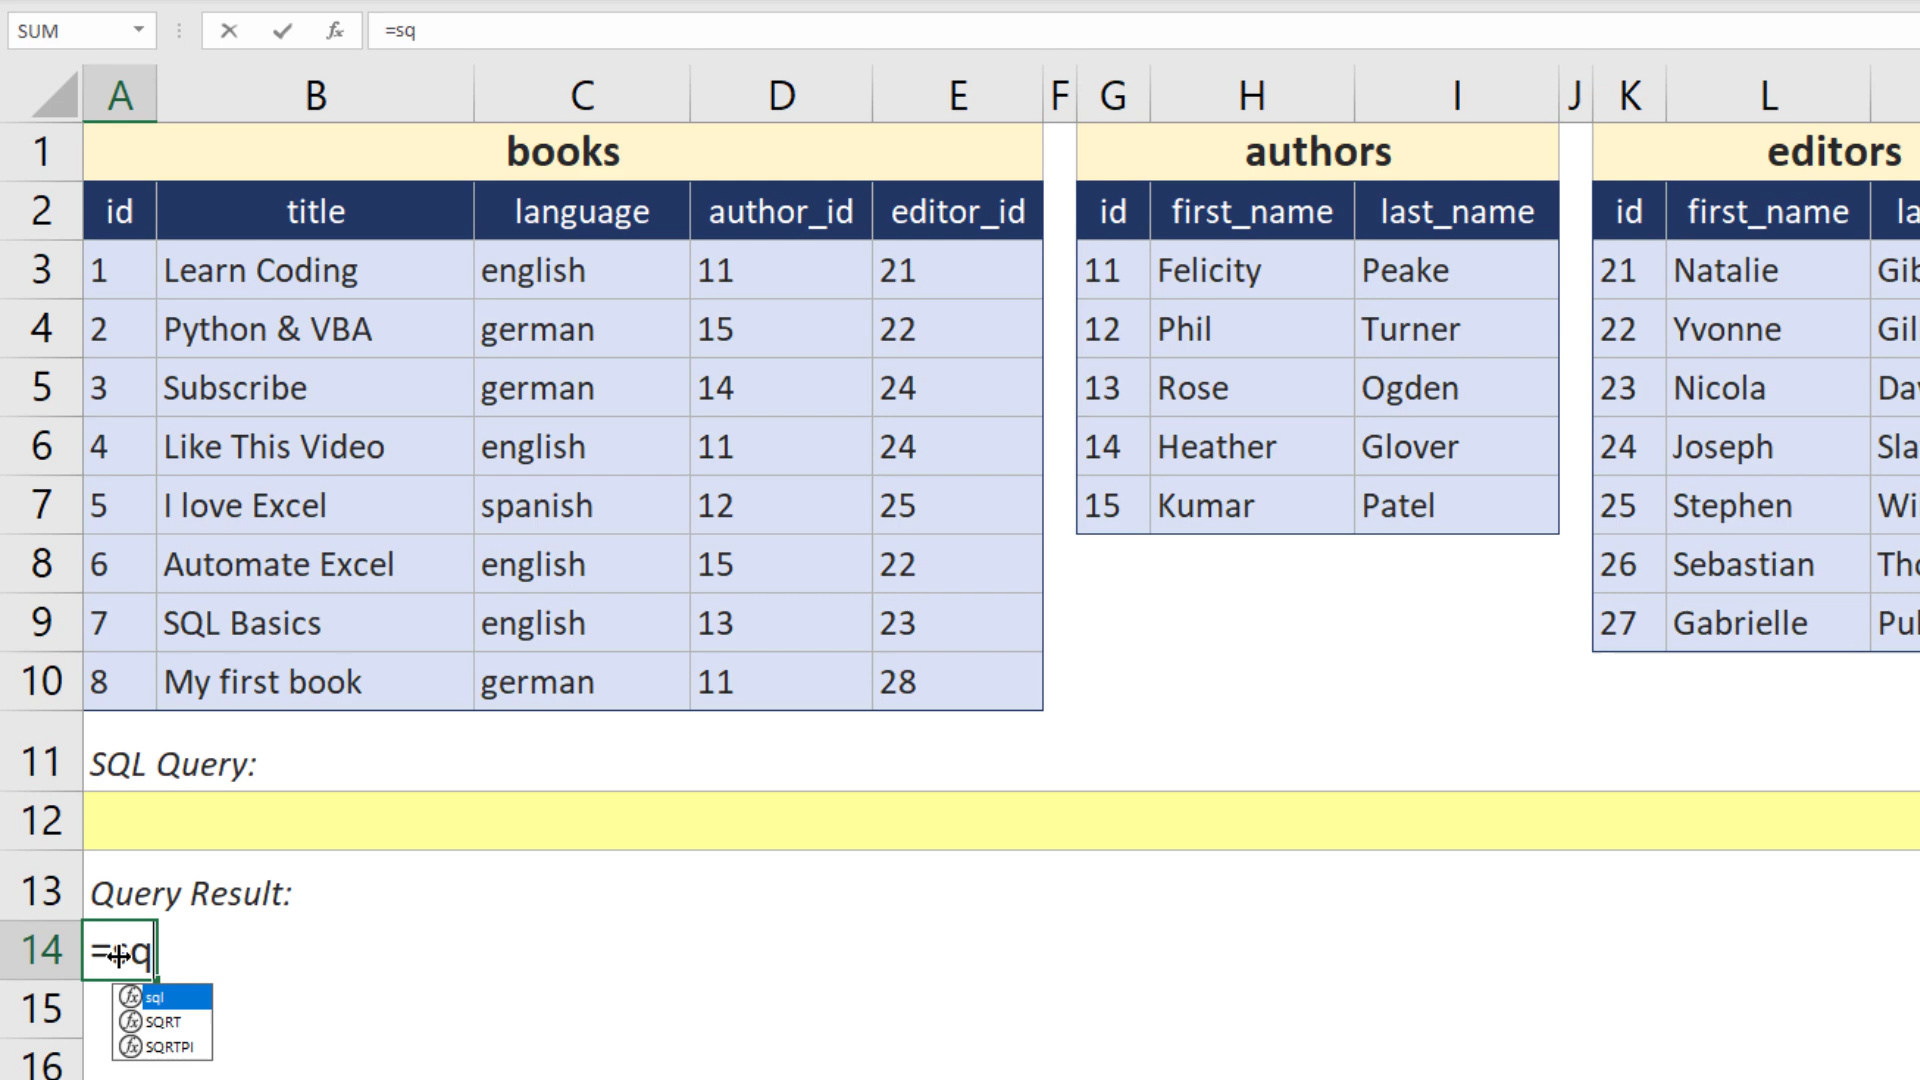 SUM =sq
A B C D E F G H I J K L
1 books authors editors
2 id title language author_id editor_id id first_name last_name id first_name
3 1 Learn Coding english 11 21 11 Felicity Peake 21 Natalie
4 2 Python & VBA german 15 22 12 Phil Turner 22 Yvonne
5 3 Subscribe german 14 24 13 Rose Ogden 23 Nicola
6 4 Like This Video english 11 24 14 Heather Glover 24 Joseph
7 5 I love Excel spanish 12 25 15 Kumar Patel 25 Stephen
8 6 Automate Excel english 15 22 26 Sebastian
9 7 SQL Basics english 13 23 27 Gabrielle
10 8 My first book german 11 28
11 SQL Query:
12
13 Query Result:
14 =sq
15 sql
SQRT
SQRTPI
16